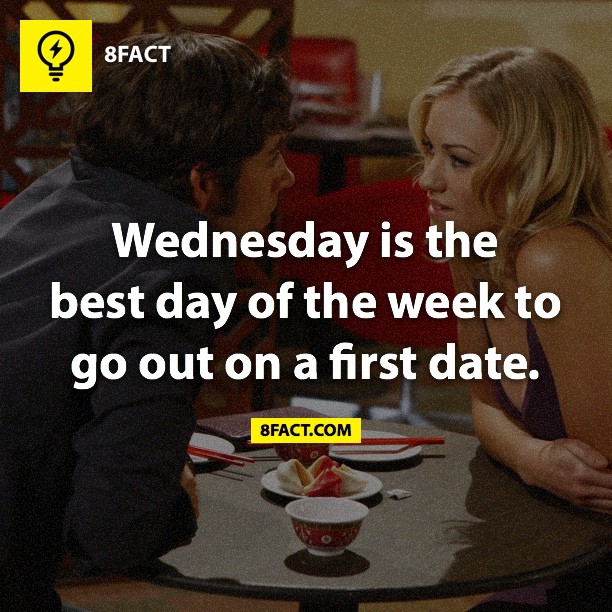 8FACT
Wednesday is the
best day of the week to
go out on a first date.
8FACT.COM